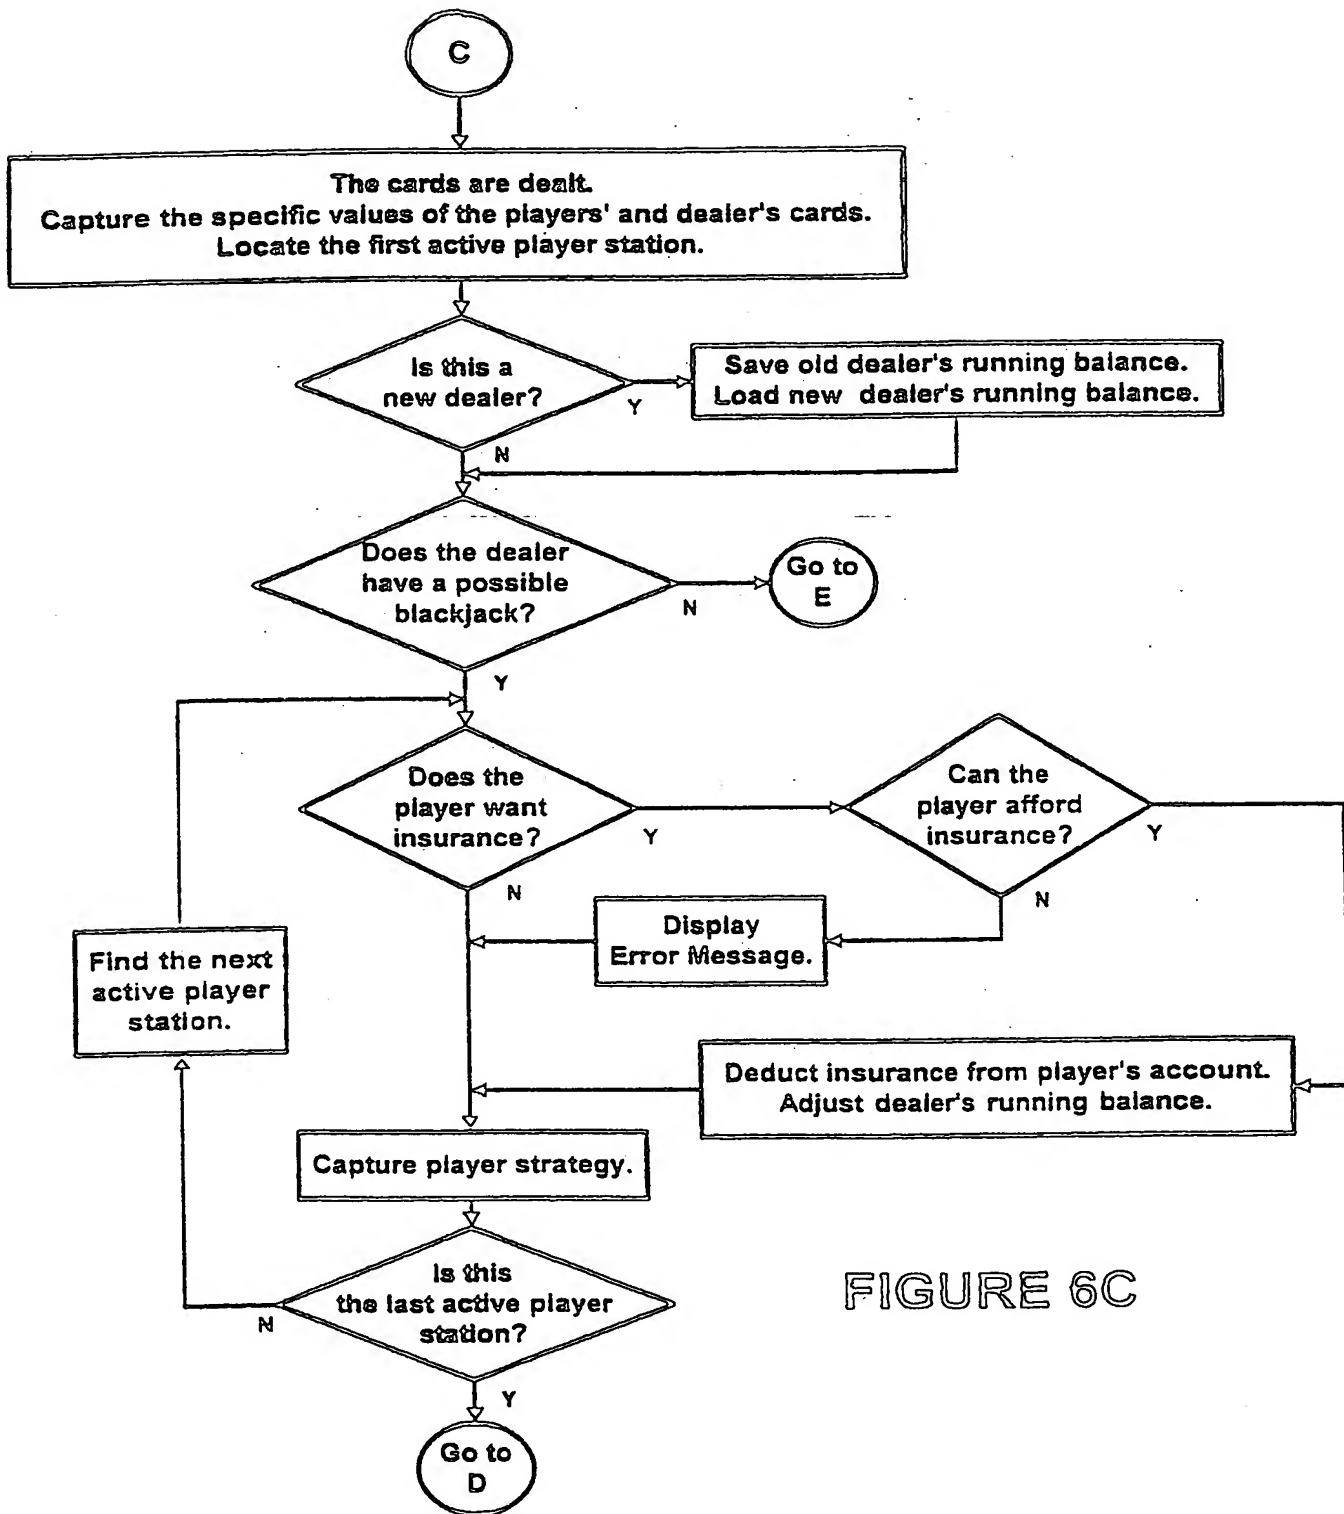 C
The cards are dealt.
Capture the specific values of the players' and dealer's cards.
Locate the first active player station.
Is this a
new dealer?
Y
N
Save old dealer's running balance.
Load new dealer's running balance.
Does the dealer
have a possible
blackjack?
N
Y
Go to
E
Does the
player want
insurance?
Y
N
Can the
player afford
insurance?
Y
N
Display
Error Message.
Find the next
active player
station.
Deduct insurance from player's account.
Adjust dealer's running balance.
Capture player strategy.
Is this
the last active player
station?
N
Y
Go to
D
FIGURE 6C